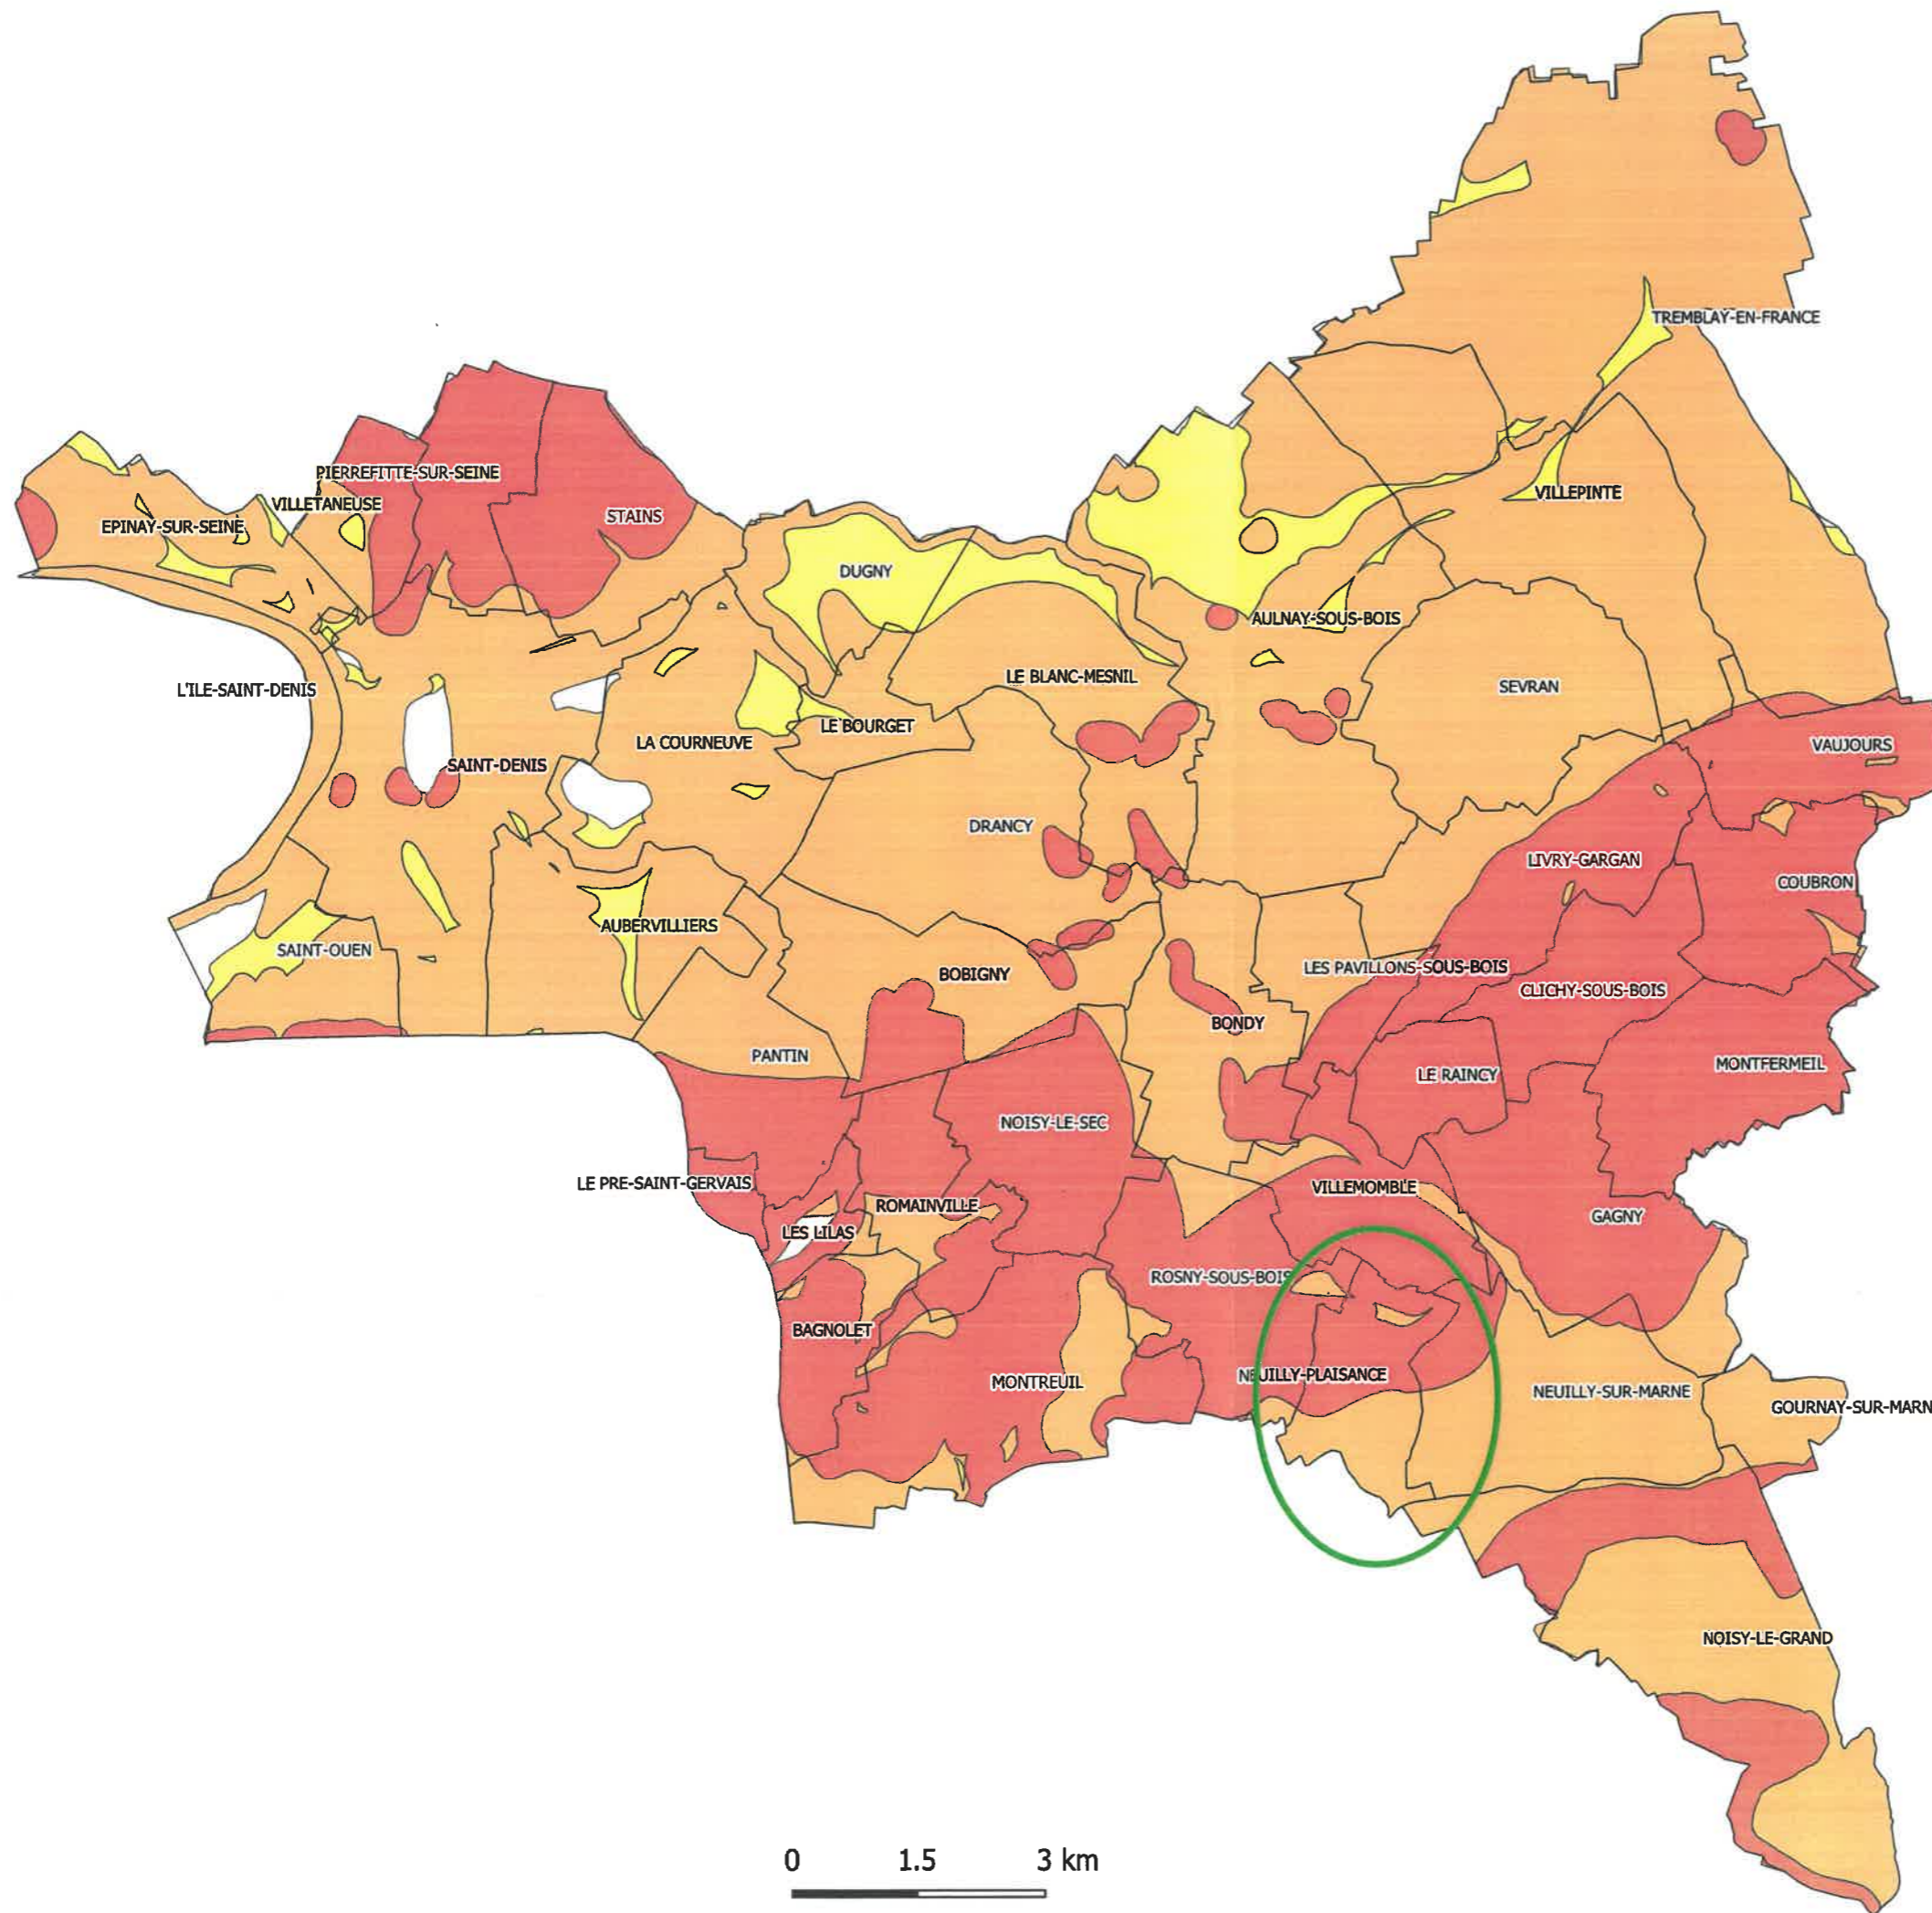 TREMBLAY-EN-FRANCE
PIERREFITTE-SUR-SEINE
VILLETANEUSE
EPINAY-SUR-SEINE
STAINS
VILLEPINTE
DUGNY
AULNAY-SOUS-BOIS
L'ILE-SAINT-DENIS
LE BLANC-MESNIL
SEVRAN
LE BOURGET
LA COURNEUVE
VAUJOURS
SAINT-DENIS
DRANCY
LIVRY-GARGAN
COUBRON
AUBERVILLIERS
SAINT-OUEN
BOBIGNY
LES PAVILLONS-SOUS-BOIS
CLICHY-SOUS-BOIS
BONDY
PANTIN
LE RAINCY
MONTFERMEIL
NOISY-LE-SEC
LE PRE-SAINT-GERVAIS
VILLEMOMBLE
ROMAINVILLE
GAGNY
LES LILAS
ROSNY-SOUS-BOIS
BAGNOLET
NEUILLY-PLAISANCE
MONTREUIL
NEUILLY-SUR-MARNE
GOURNAY-SUR-MARN
NOISY-LE-GRAND
0 1.5 3 km